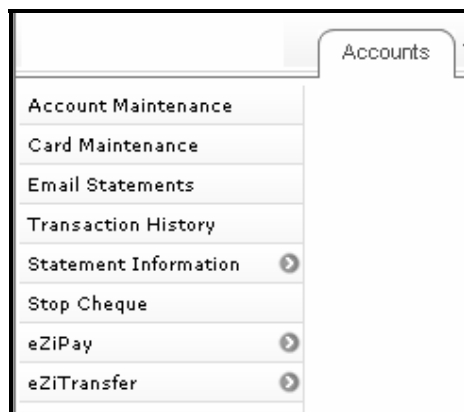 Accounts
Account Maintenance
Card Maintenance
Email Statements
Transaction History
Statement Information
Stop Cheque
eZiPay
eZiTransfer